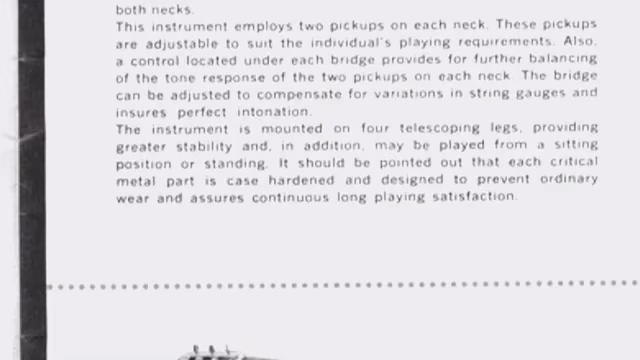 both necks.
This instrument employs two pickups on each neck. These pickups
are adjustable to suit the individual's playing requirements. Also,
a control located under each bridge provides for further balancing
of the tone response of the two pickups on each neck. The bridge
can be adjusted to compensate for variations in string gauges and
insures perfect intonation.
The instrument is mounted on four telescoping legs, providing
greater stability and, in addition, may be played from a sitting
position or standing. It should be pointed out that each critical
metal part is case hardened and designed to prevent ordinary
wear and assures continuous long playing satisfaction.